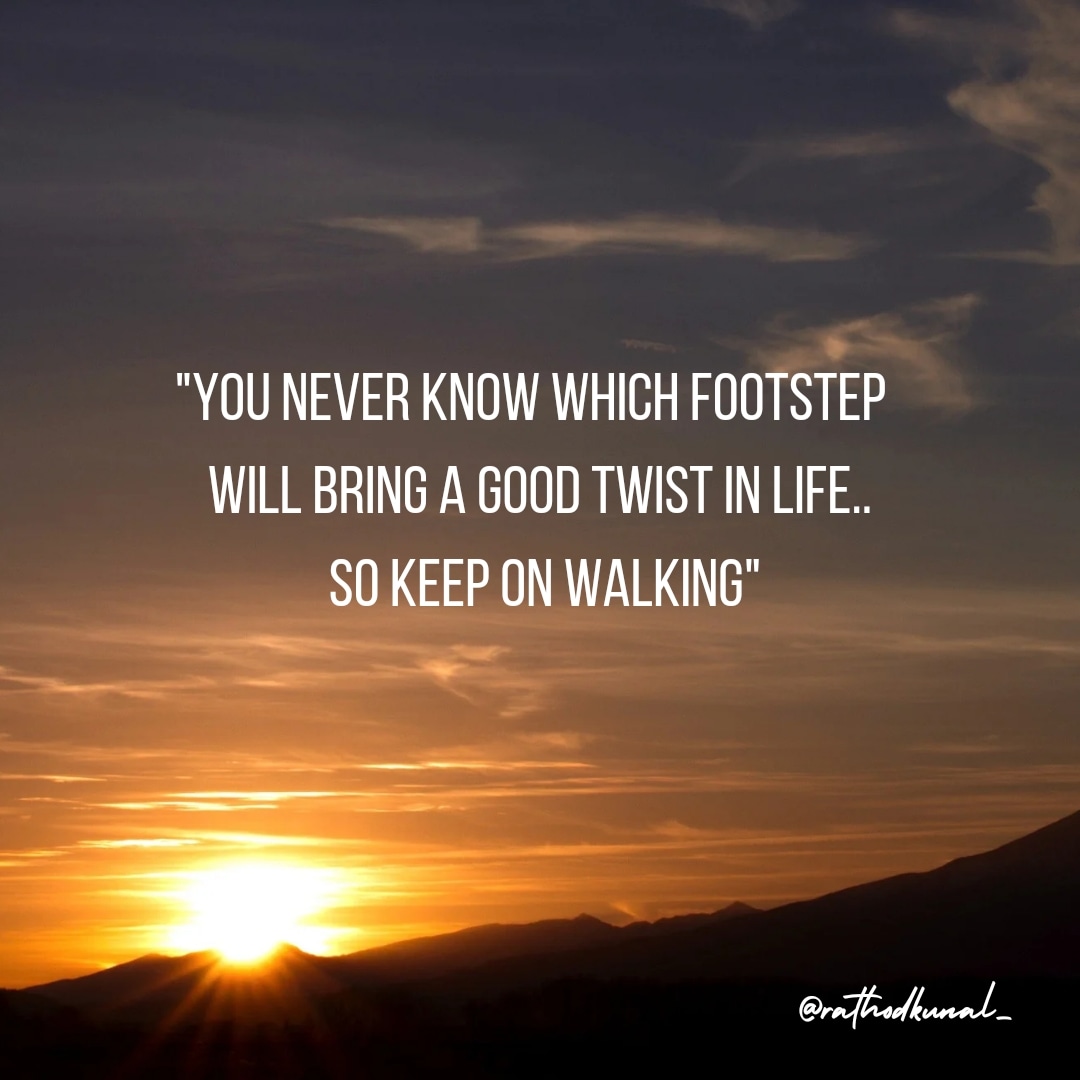 "YOU NEVER KNOW WHICH FOOTSTEP
WILL BRING A GOOD TWIST IN LIFE..
SO KEEP ON WALKING"
@rathodkunal_